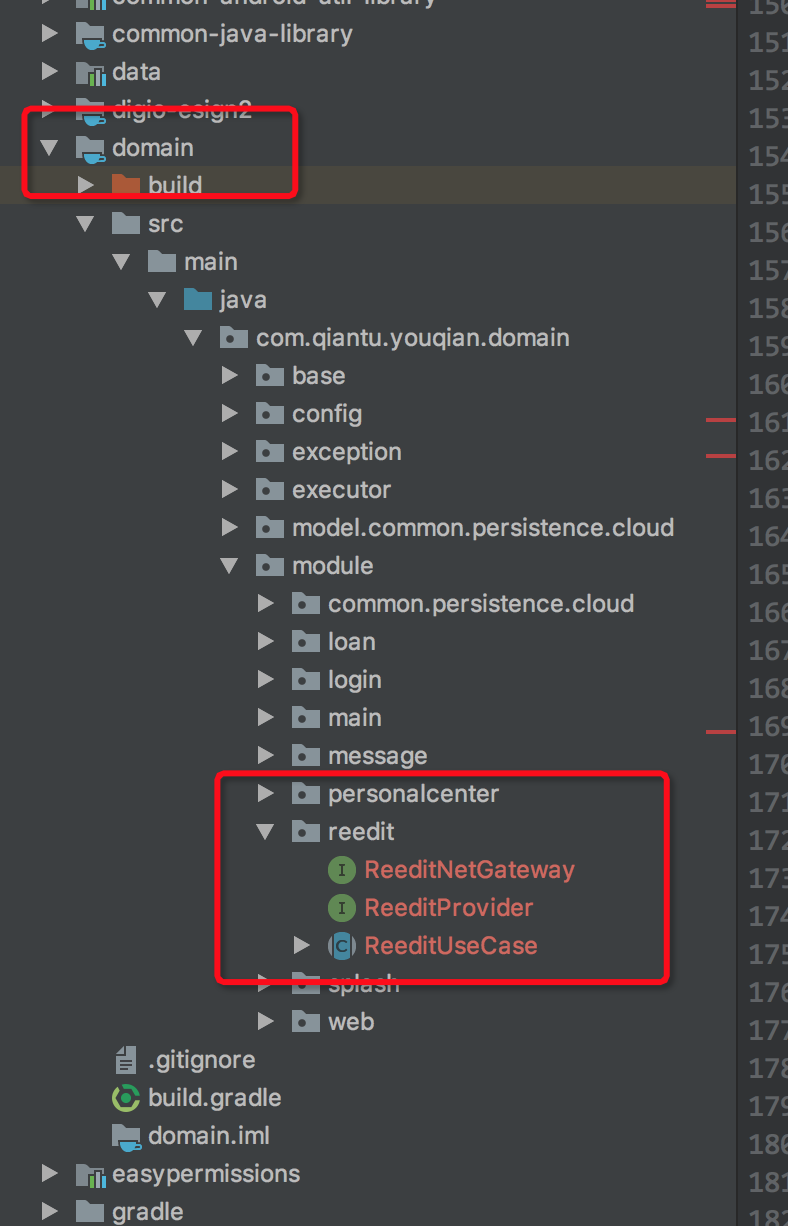 common-android-util-library
common-java-library
data
digio-esign2
domain
build
src
main
java
com.qiantu.youqian.domain
base
config
exception
executor
model.common.persistence.cloud
module
common.persistence.cloud
loan
login
main
message
personalcenter
reedit
ReeditNetGateway
ReeditProvider
ReeditUseCase
splash
web
.gitignore
build.gradle
domain.iml
easypermissions
gradle
150
151
152
153
154
155
156
157
158
159
160
161
162
163
164
165
166
167
168
169
170
171
172
173
174
175
176
177
178
179
180
181
182